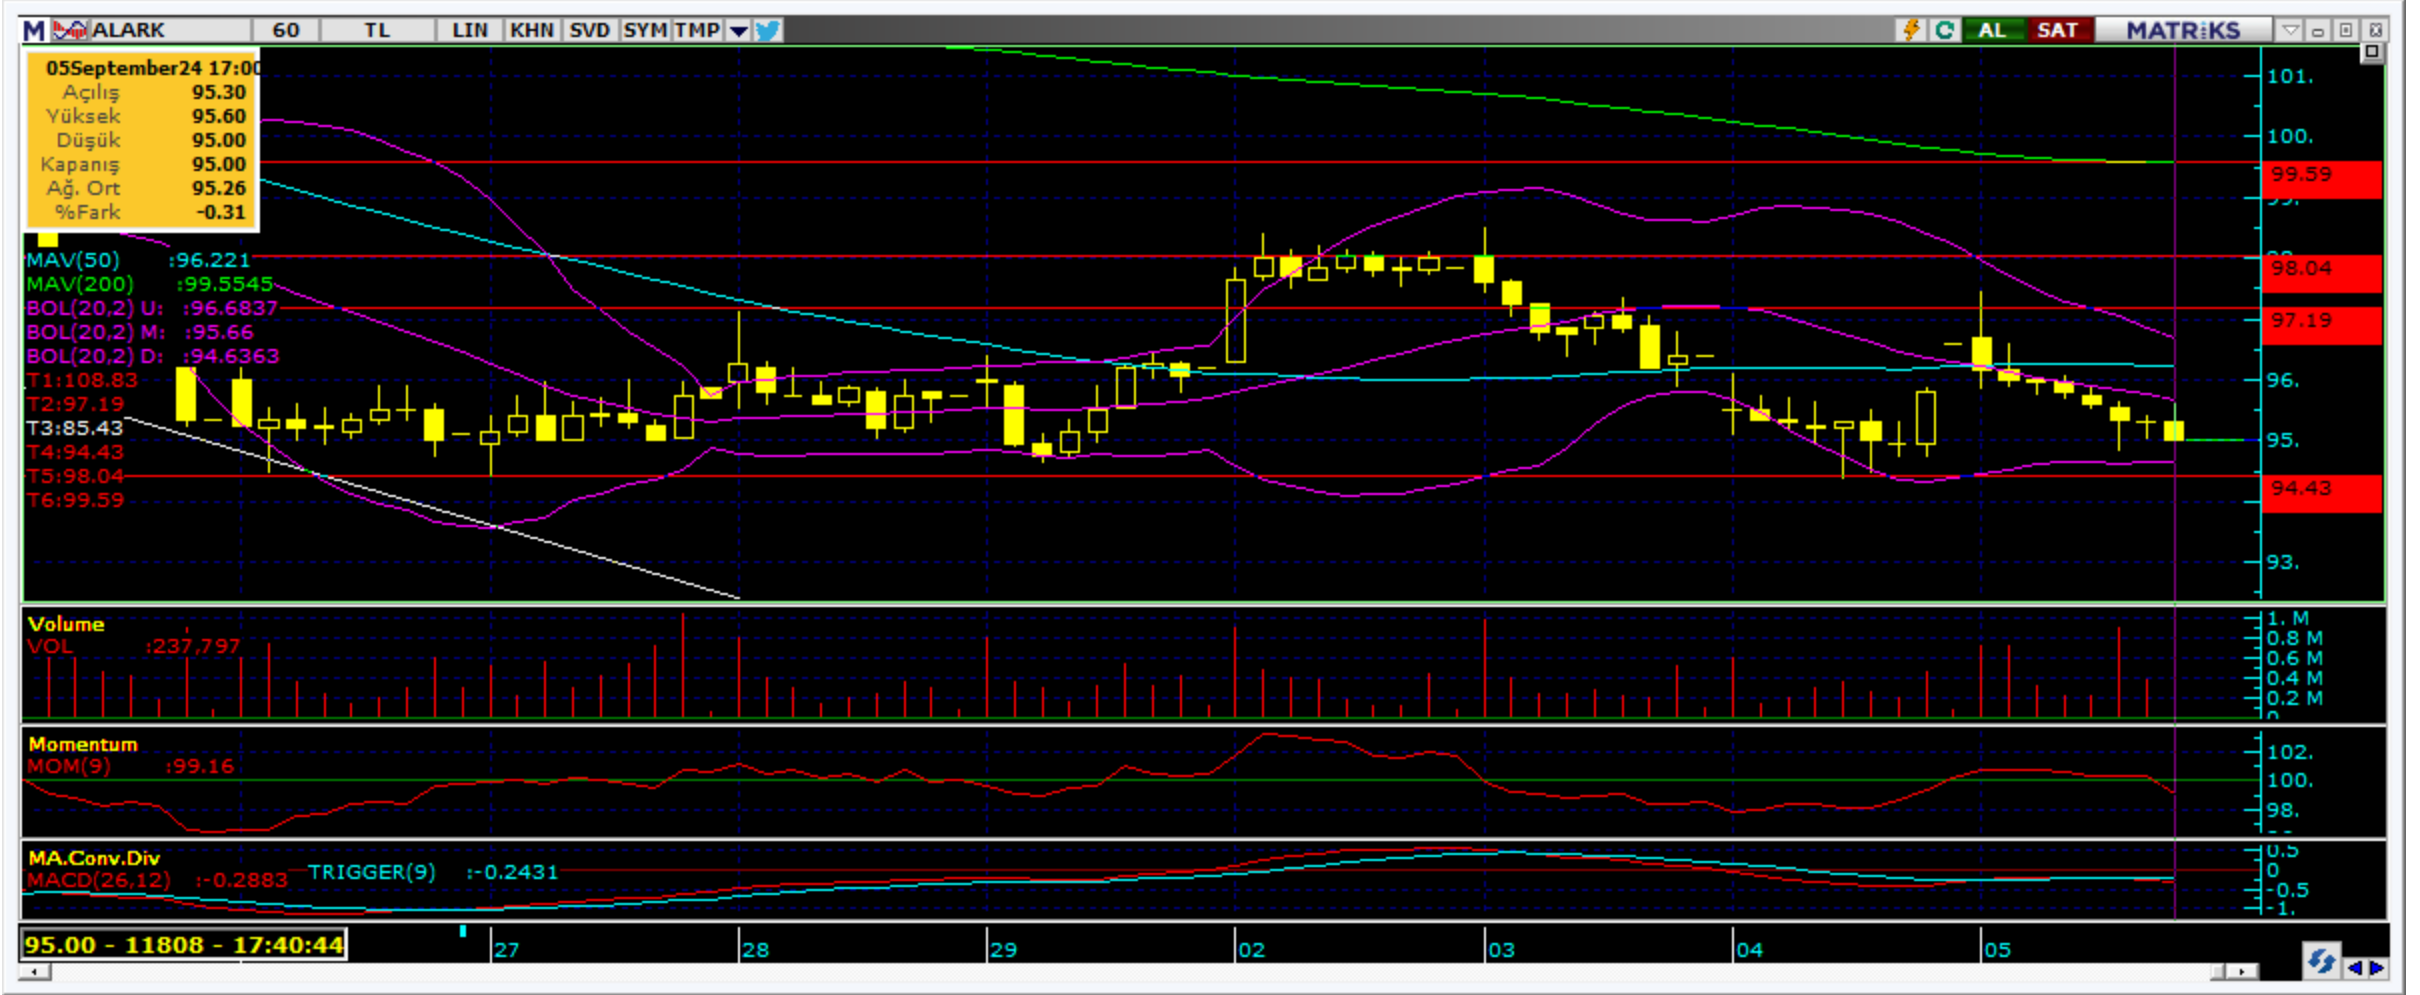 M ALARK 60 TL LIN KHN SVD SYM TMP AL SAT MATRiKS
05September24 17:00
Açılış 95.30
Yüksek 95.60
Düşük 95.00
Kapanış 95.00
Ağ. Ort 95.26
%Fark -0.31
MAV(50) :96.221
MAV(200) :99.5545
BOL(20,2) U: :96.6837
BOL(20,2) M: :95.66
BOL(20,2) D: :94.6363
T1:108.83
T2:97.19
T3:85.43
T4:94.43
T5:98.04
T6:99.59
101.
100.
99.59
98.04
97.19
96.
95.
94.43
93.
Volume
VOL :237,797
1. M
0.8 M
0.6 M
0.4 M
0.2 M
0
Momentum
MOM(9) :99.16
102.
100.
98.
MA.Conv.Div
MACD(26,12) :-0.2883 TRIGGER(9) :-0.2431
0.5
0
-0.5
-1.
95.00 - 11808 - 17:40:44
27 28 29 02 03 04 05